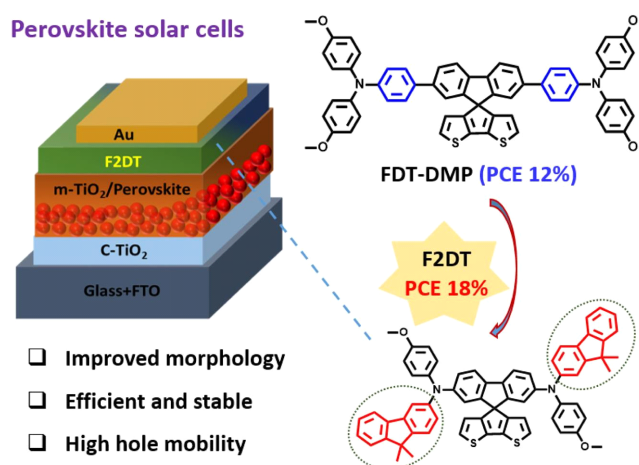 Perovskite solar cells
Au
F2DT
m-TiO₂/Perovskite
C-TiO₂
Glass+FTO
Improved morphology
Efficient and stable
High hole mobility
O
O
N
N
O
O
S
S
FDT-DMP (PCE 12%)
F2DT
PCE 18%
O
N
N
S
S
O